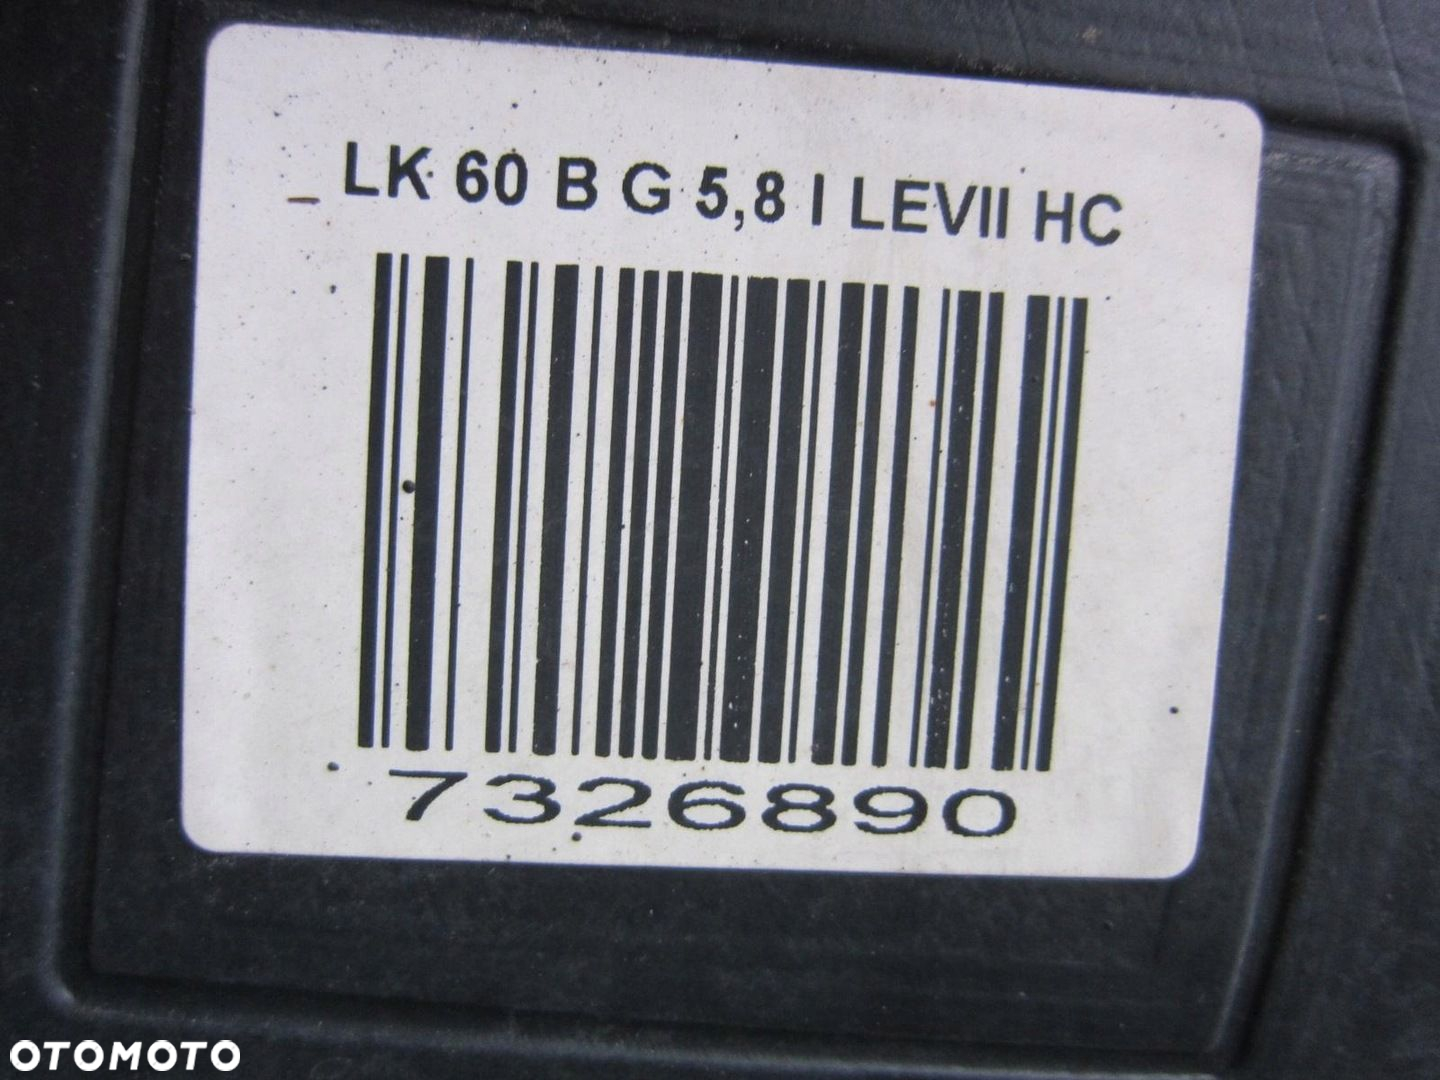 LK 60 B G 5,8 I LEVII HC
7326890
OTOMOTO